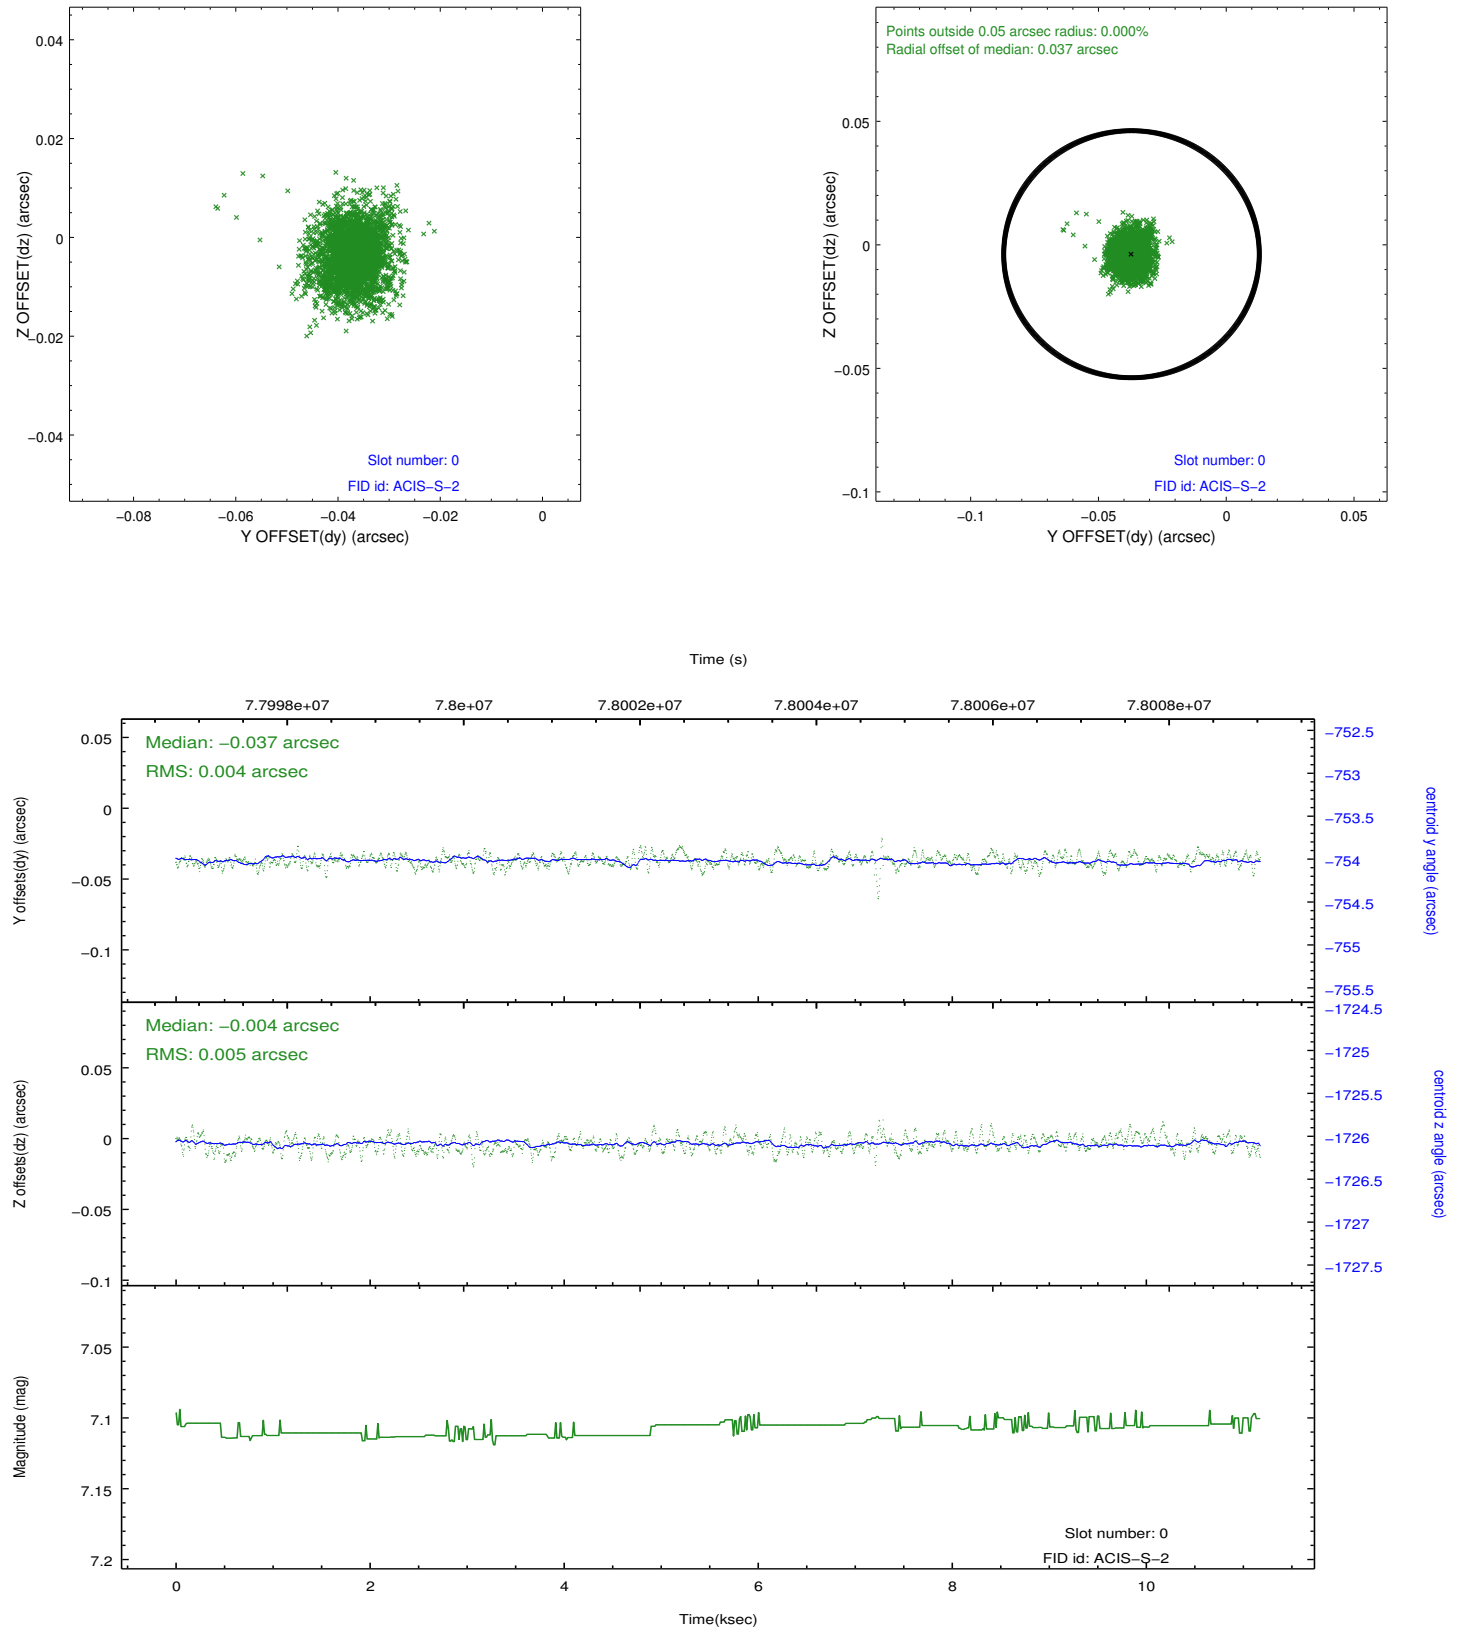 0.04
0.02
0
−0.02
−0.04
Z OFFSET(dz) (arcsec)
Slot number: 0
FID id: ACIS−S−2
−0.08
−0.06
−0.04
−0.02
0
Y OFFSET(dy) (arcsec)
Points outside 0.05 arcsec radius: 0.000%
Radial offset of median: 0.037 arcsec
0.05
0
−0.05
−0.1
Z OFFSET(dz) (arcsec)
Slot number: 0
FID id: ACIS−S−2
−0.1
−0.05
0
0.05
Y OFFSET(dy) (arcsec)
Time (s)
7.7998e+07
7.8e+07
7.8002e+07
7.8004e+07
7.8006e+07
7.8008e+07
Median: −0.037 arcsec
RMS: 0.004 arcsec
0.05
0
−0.05
−0.1
Y offsets(dy) (arcsec)
−752.5
−753
−753.5
−754
−754.5
−755
−755.5
centroid y angle (arcsec)
Median: −0.004 arcsec
RMS: 0.005 arcsec
0.05
0
−0.05
−0.1
Z offsets(dz) (arcsec)
−1724.5
−1725
−1725.5
−1726
−1726.5
−1727
−1727.5
centroid z angle (arcsec)
7.05
7.1
7.15
7.2
Magnitude (mag)
Slot number: 0
FID id: ACIS−S−2
0
2
4
6
8
10
Time(ksec)